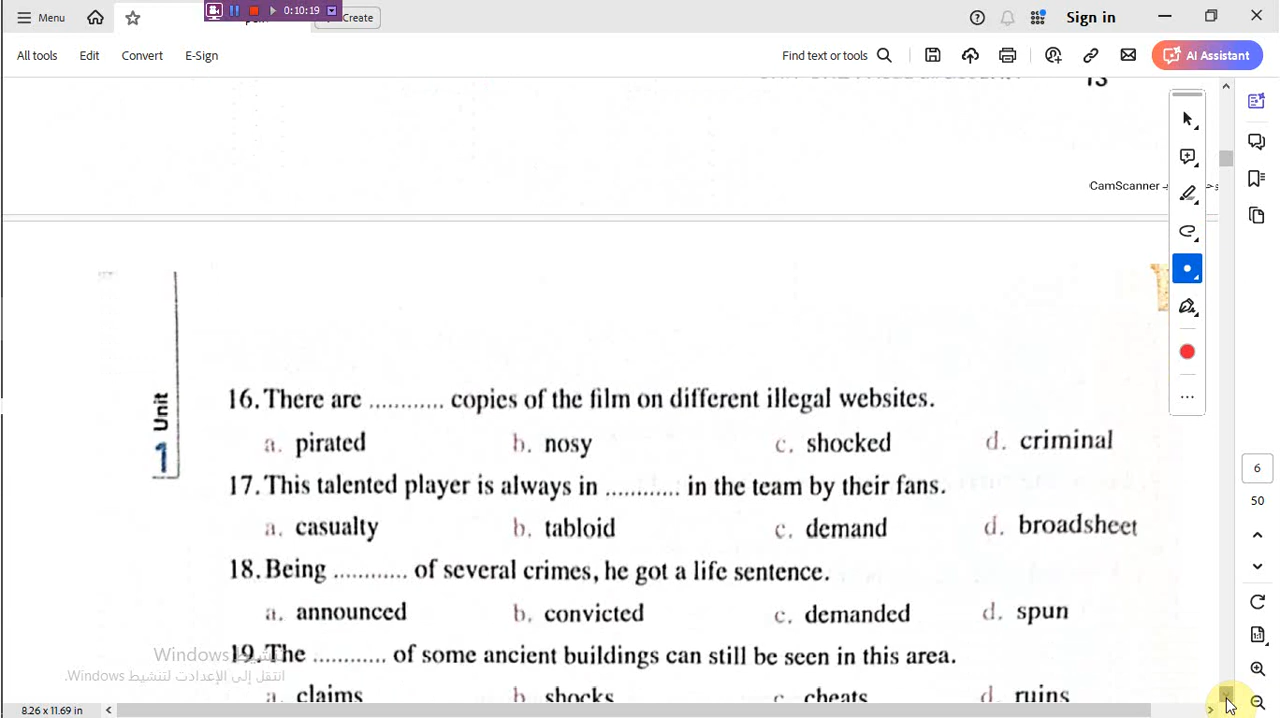 Menu
0:10:19
Create
Sign in
All tools
Edit
Convert
E-Sign
Find text or tools
AI Assistant
13
CamScanner
Unit
1
16. There are ............ copies of the film on different illegal websites.
a. pirated b. nosy c. shocked d. criminal
17. This talented player is always in ............ in the team by their fans.
a. casualty b. tabloid c. demand d. broadsheet
18. Being ............ of several crimes, he got a life sentence.
a. announced b. convicted c. demanded d. spun
19. The ............ of some ancient buildings can still be seen in this area.
a. claims b. shocks c. cheats d. ruins
تنشيط Windows
انتقل إلى الإعدادت لتنشيط Windows.
6
50
8.26 x 11.69 in